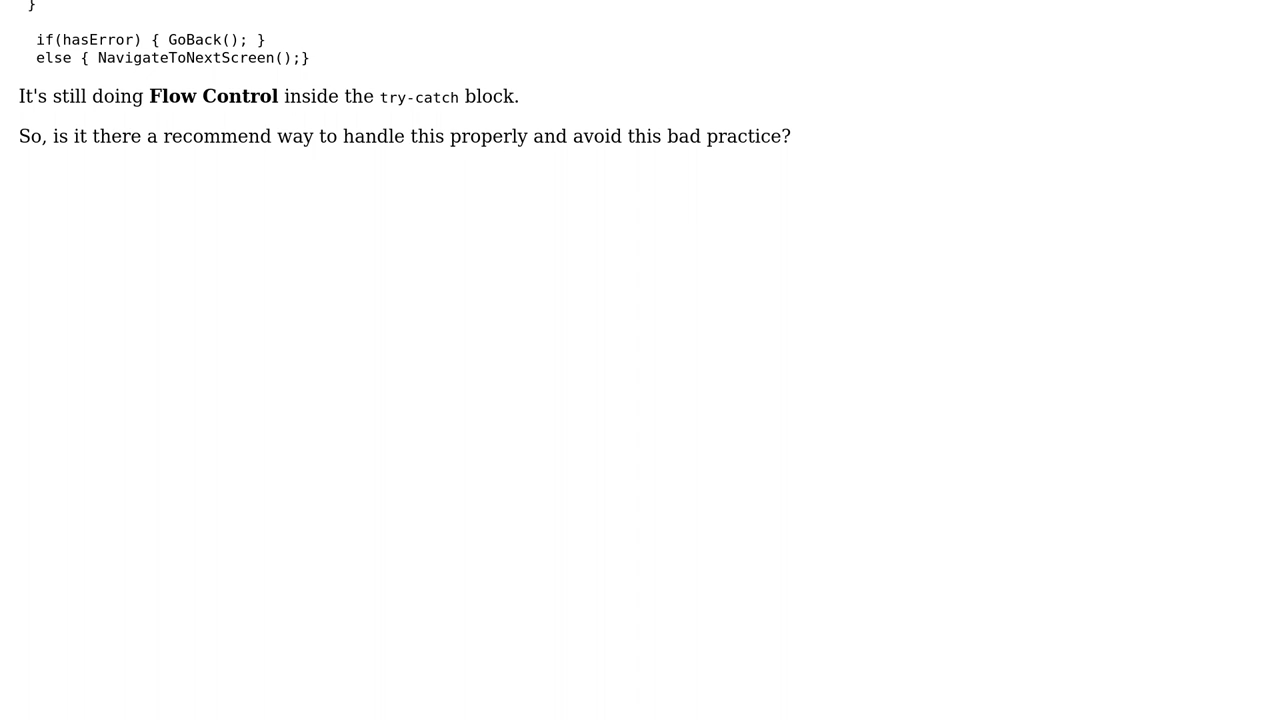 }
if(hasError) { GoBack(); }
else { NavigateToNextScreen();}
It's still doing Flow Control inside the try-catch block.
So, is it there a recommend way to handle this properly and avoid this bad practice?